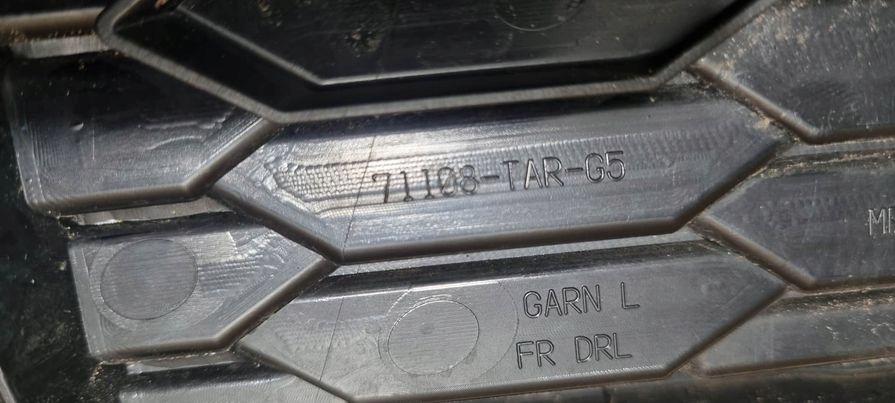 71108-TAR-G5
GARN L
FR DRL